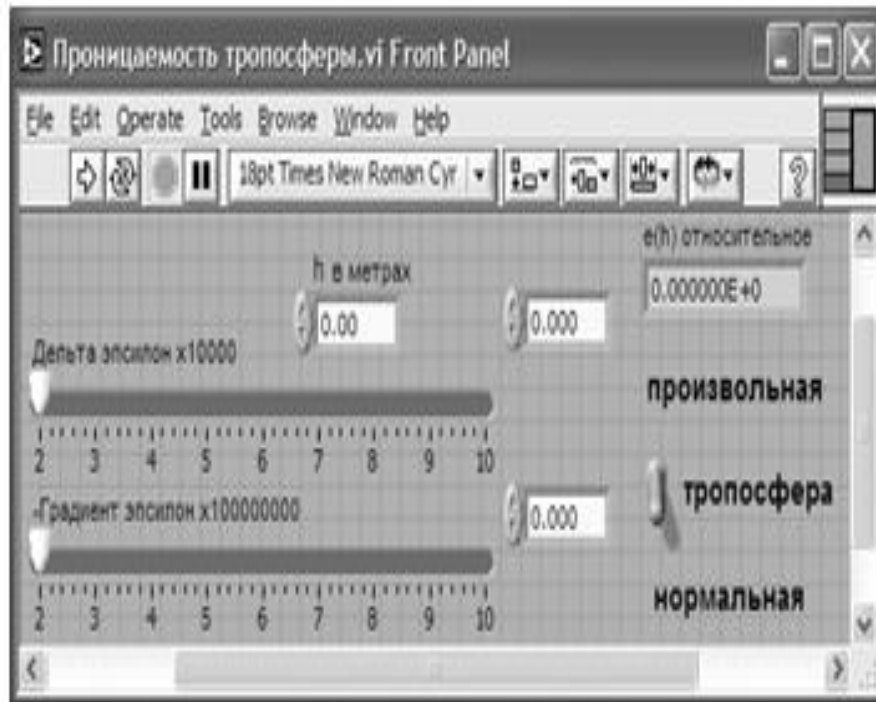 Проницаемость тропосферы.vi Front Panel
File Edit Operate Tools Browse Window Help
18pt Times New Roman Cyr
e(h) относительное
0.000000E+0
h в метрах
0.00
0.000
Дельта эпсилон x10000
2 3 4 5 6 7 8 9 10
произвольная
тропосфера
нормальная
-Градиент эпсилон x100000000
0.000
2 3 4 5 6 7 8 9 10